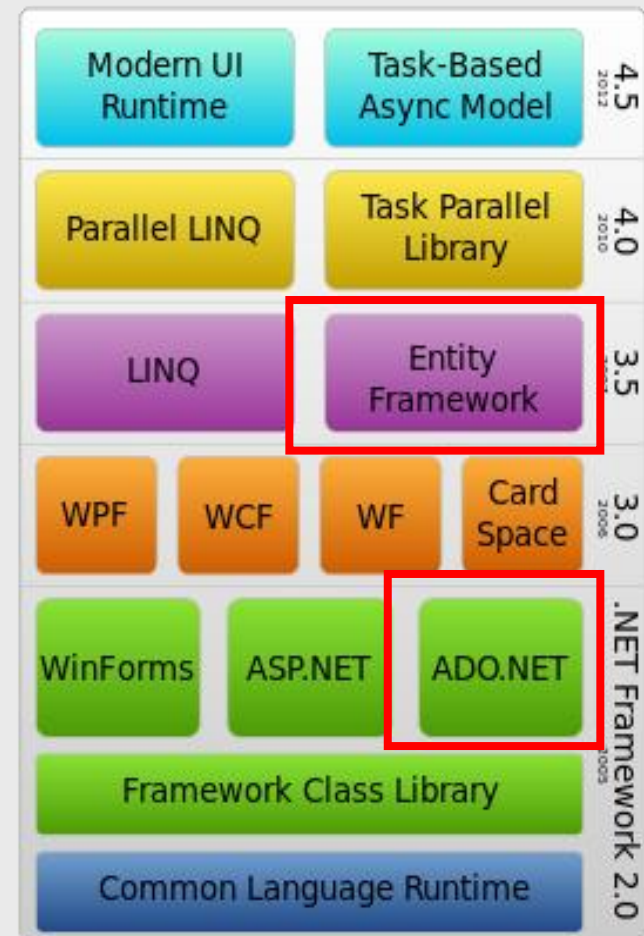 Modern UI
Runtime
Task-Based
Async Model
4.5
2012
Parallel LINQ
Task Parallel
Library
4.0
2010
LINQ
Entity
Framework
3.5
WPF
WCF
WF
Card
Space
3.0
2006
WinForms
ASP.NET
ADO.NET
.NET Framework 2.0
2005
Framework Class Library
Common Language Runtime